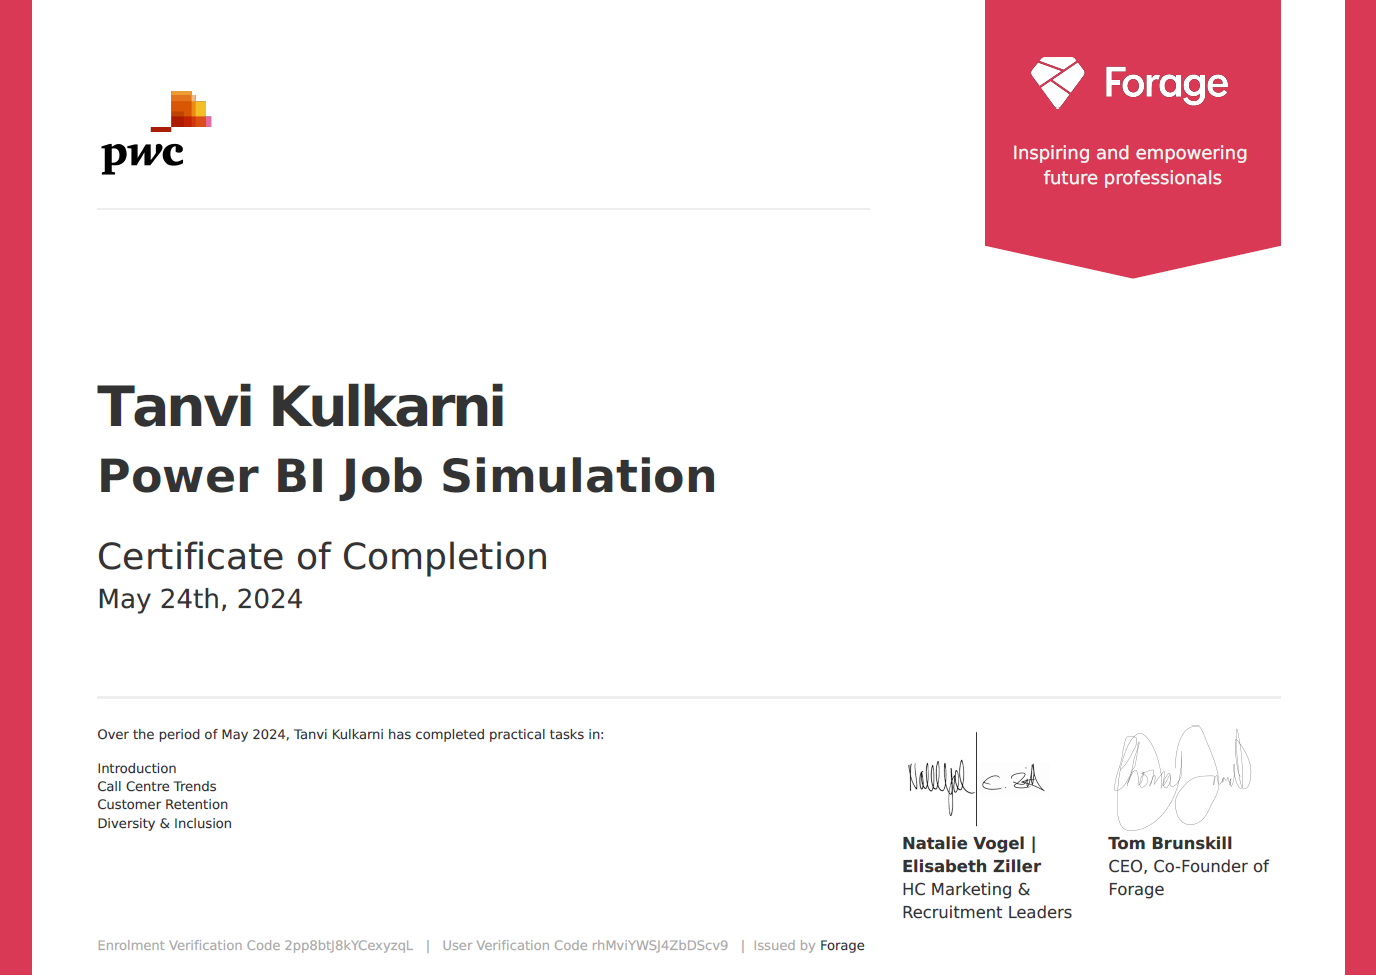 pwc
Forage
Inspiring and empowering
future professionals
Tanvi Kulkarni
Power BI Job Simulation
Certificate of Completion
May 24th, 2024
Over the period of May 2024, Tanvi Kulkarni has completed practical tasks in:
Introduction
Call Centre Trends
Customer Retention
Diversity & Inclusion
Natalie Vogel |
Elisabeth Ziller
HC Marketing &
Recruitment Leaders
Tom Brunskill
CEO, Co-Founder of
Forage
Enrolment Verification Code 2pp8btJ8kYCexyzqL | User Verification Code rhMviYWSJ4ZbDScv9 | Issued by Forage